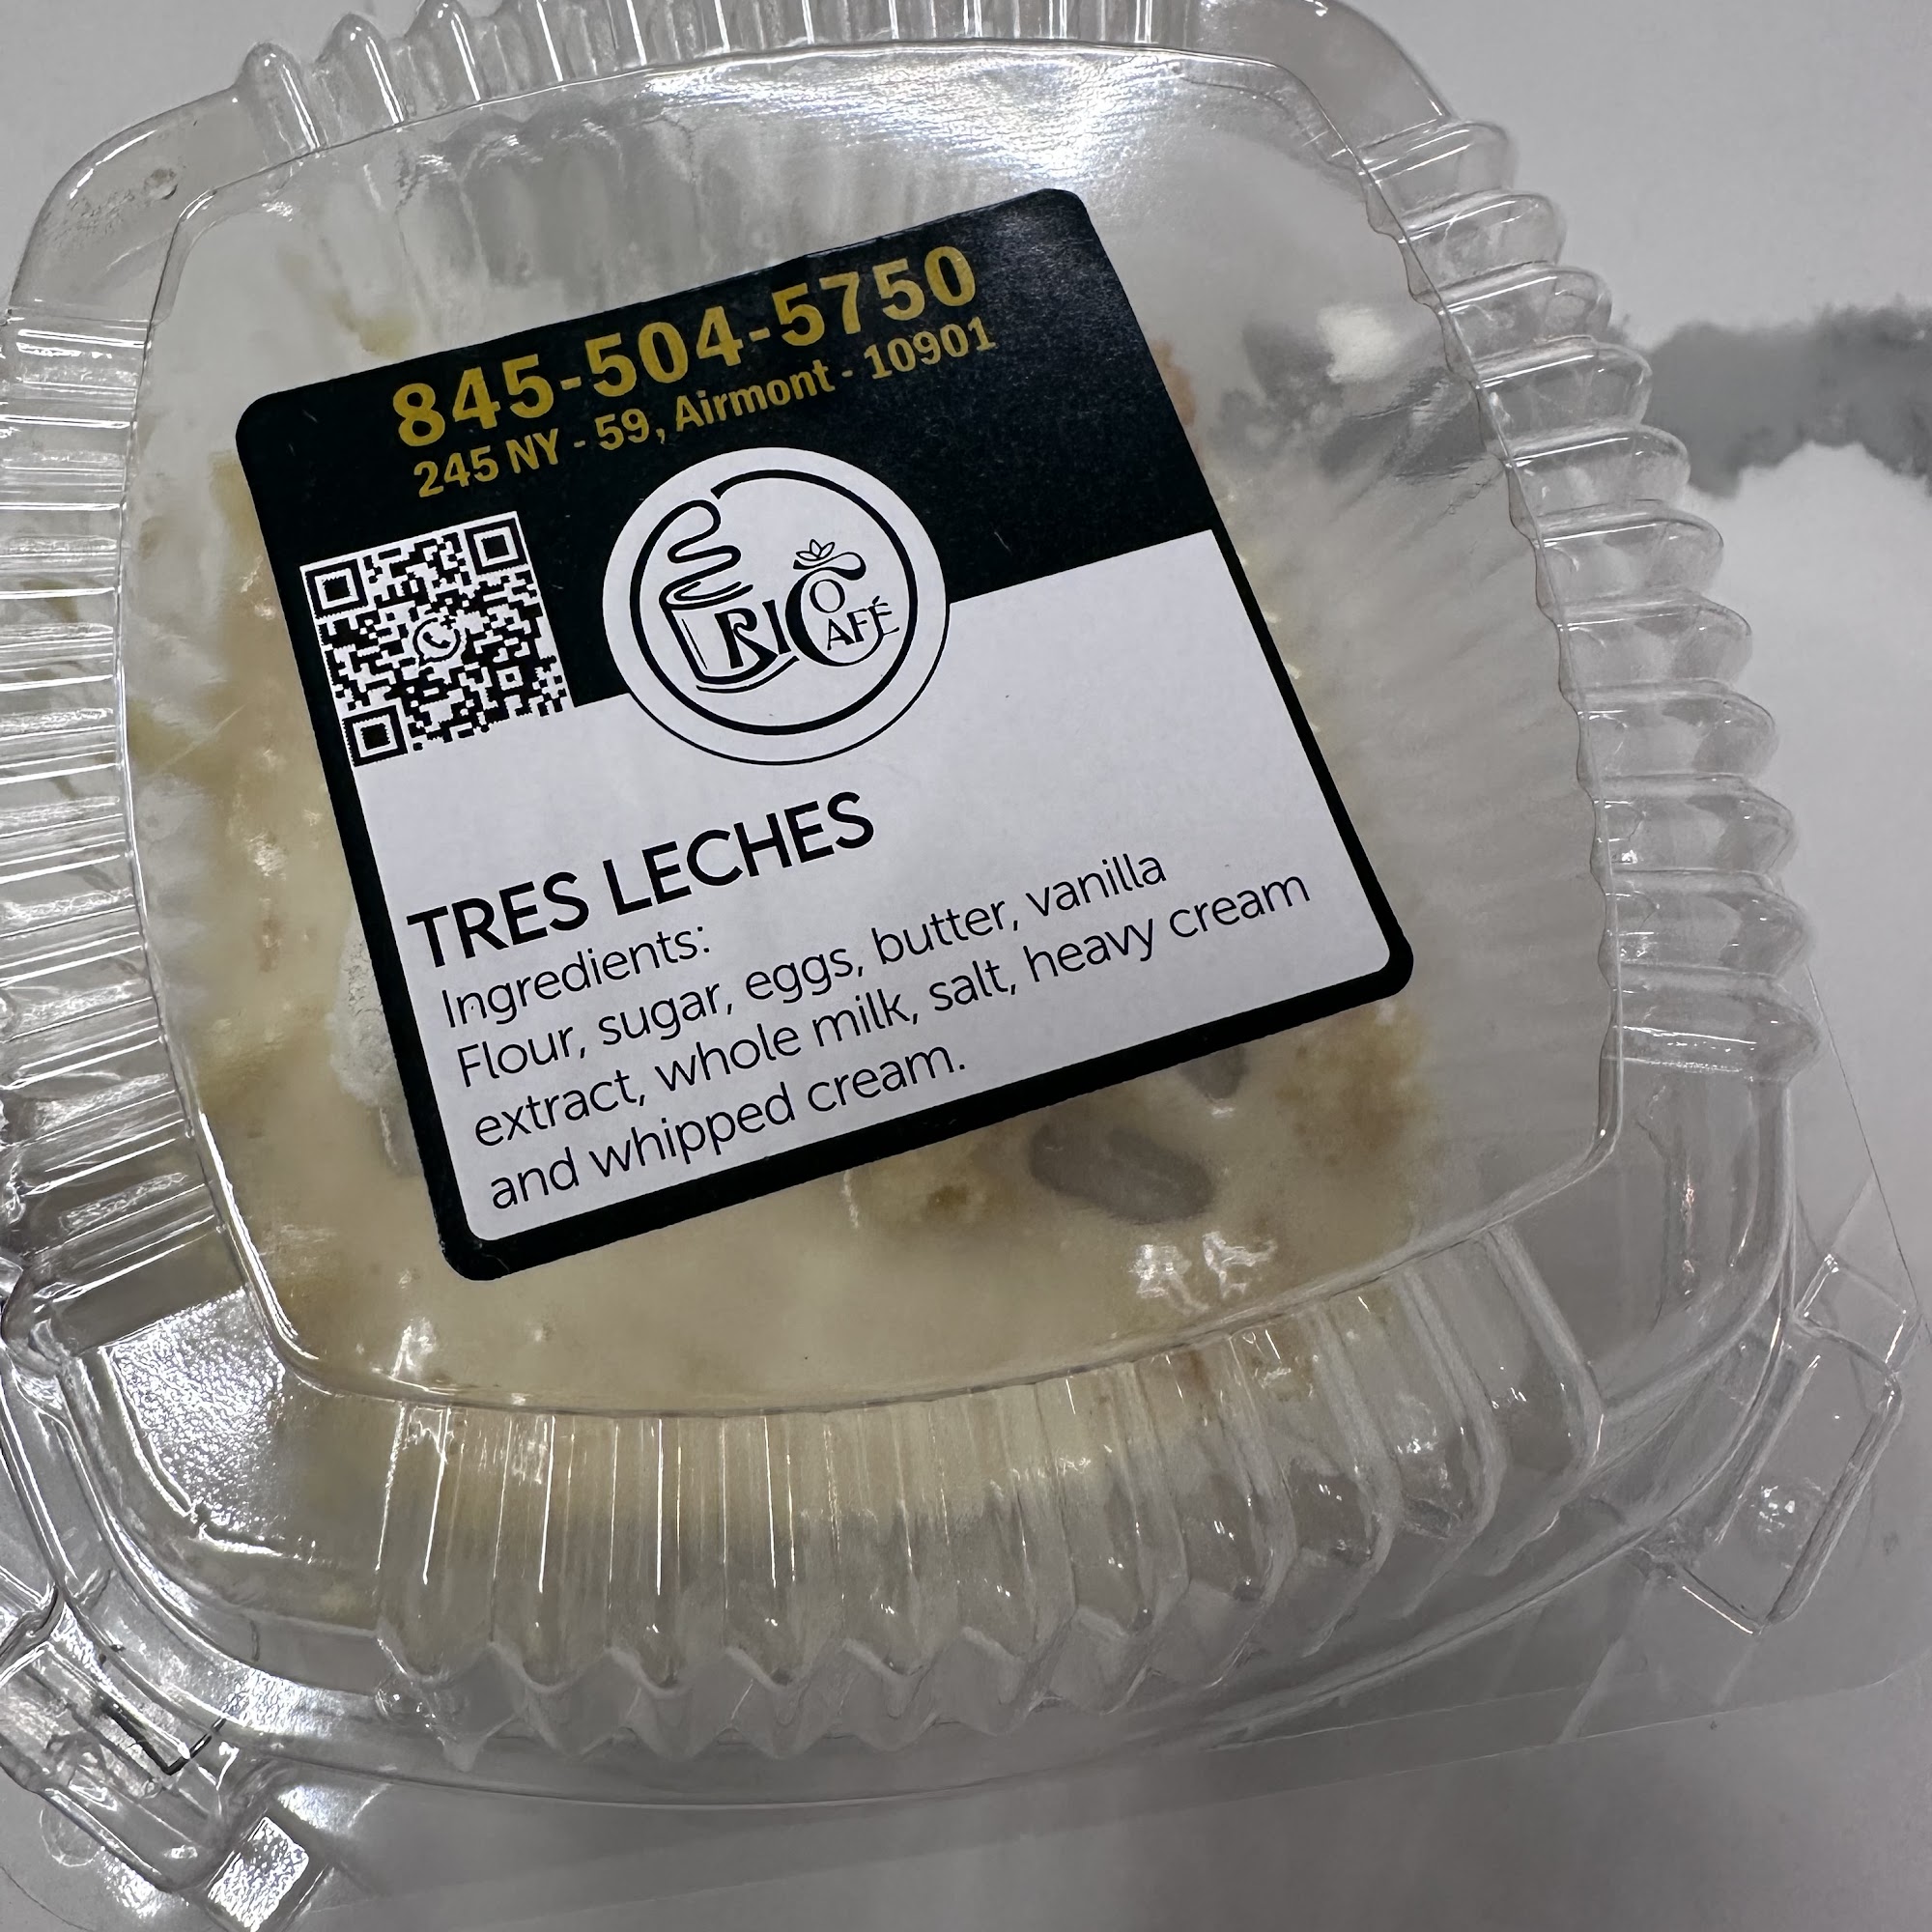 845-504-5750
245 NY - 59, Airmont - 10901
RICO
CAFÉ
TRES LECHES
Ingredients:
Flour, sugar, eggs, butter, vanilla
extract, whole milk, salt, heavy cream
and whipped cream.